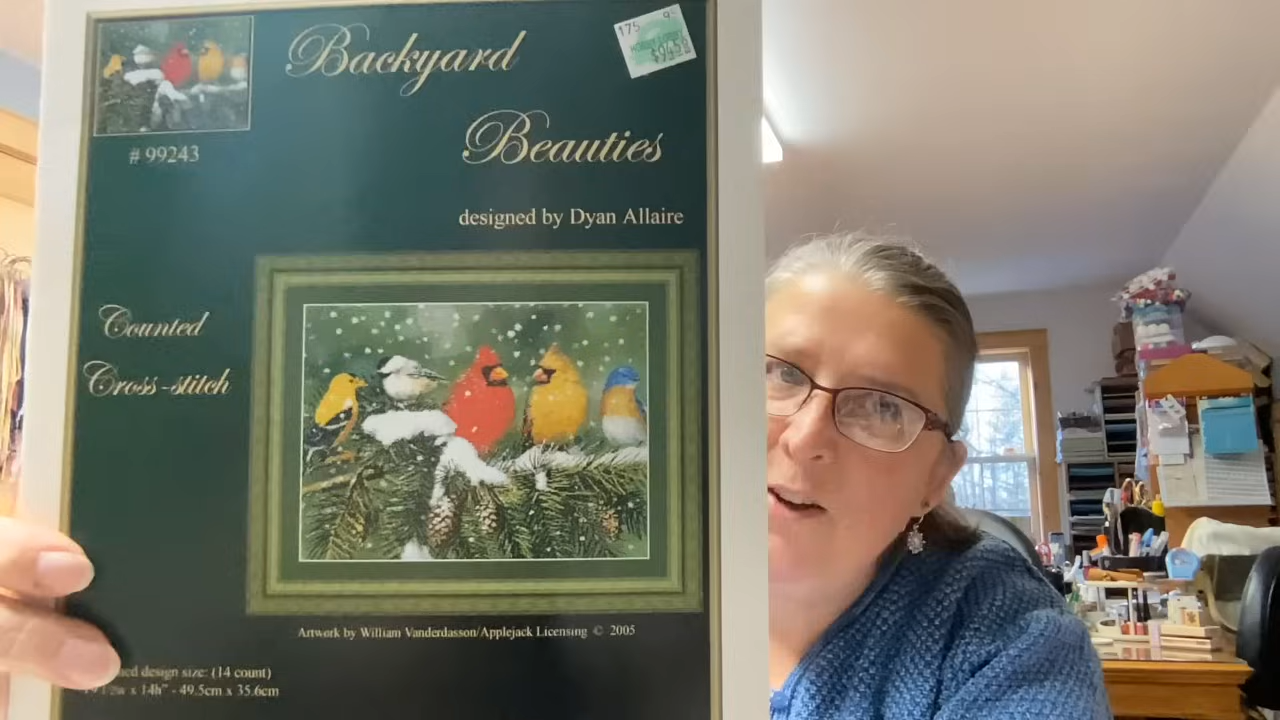 Backyard
Beauties
# 99243
designed by Dyan Allaire
Counted
Cross-stitch
Artwork by William Vanderdasson/Applejack Licensing © 2005
design size: (14 count)
x 14h" - 49.5cm x 35.6cm